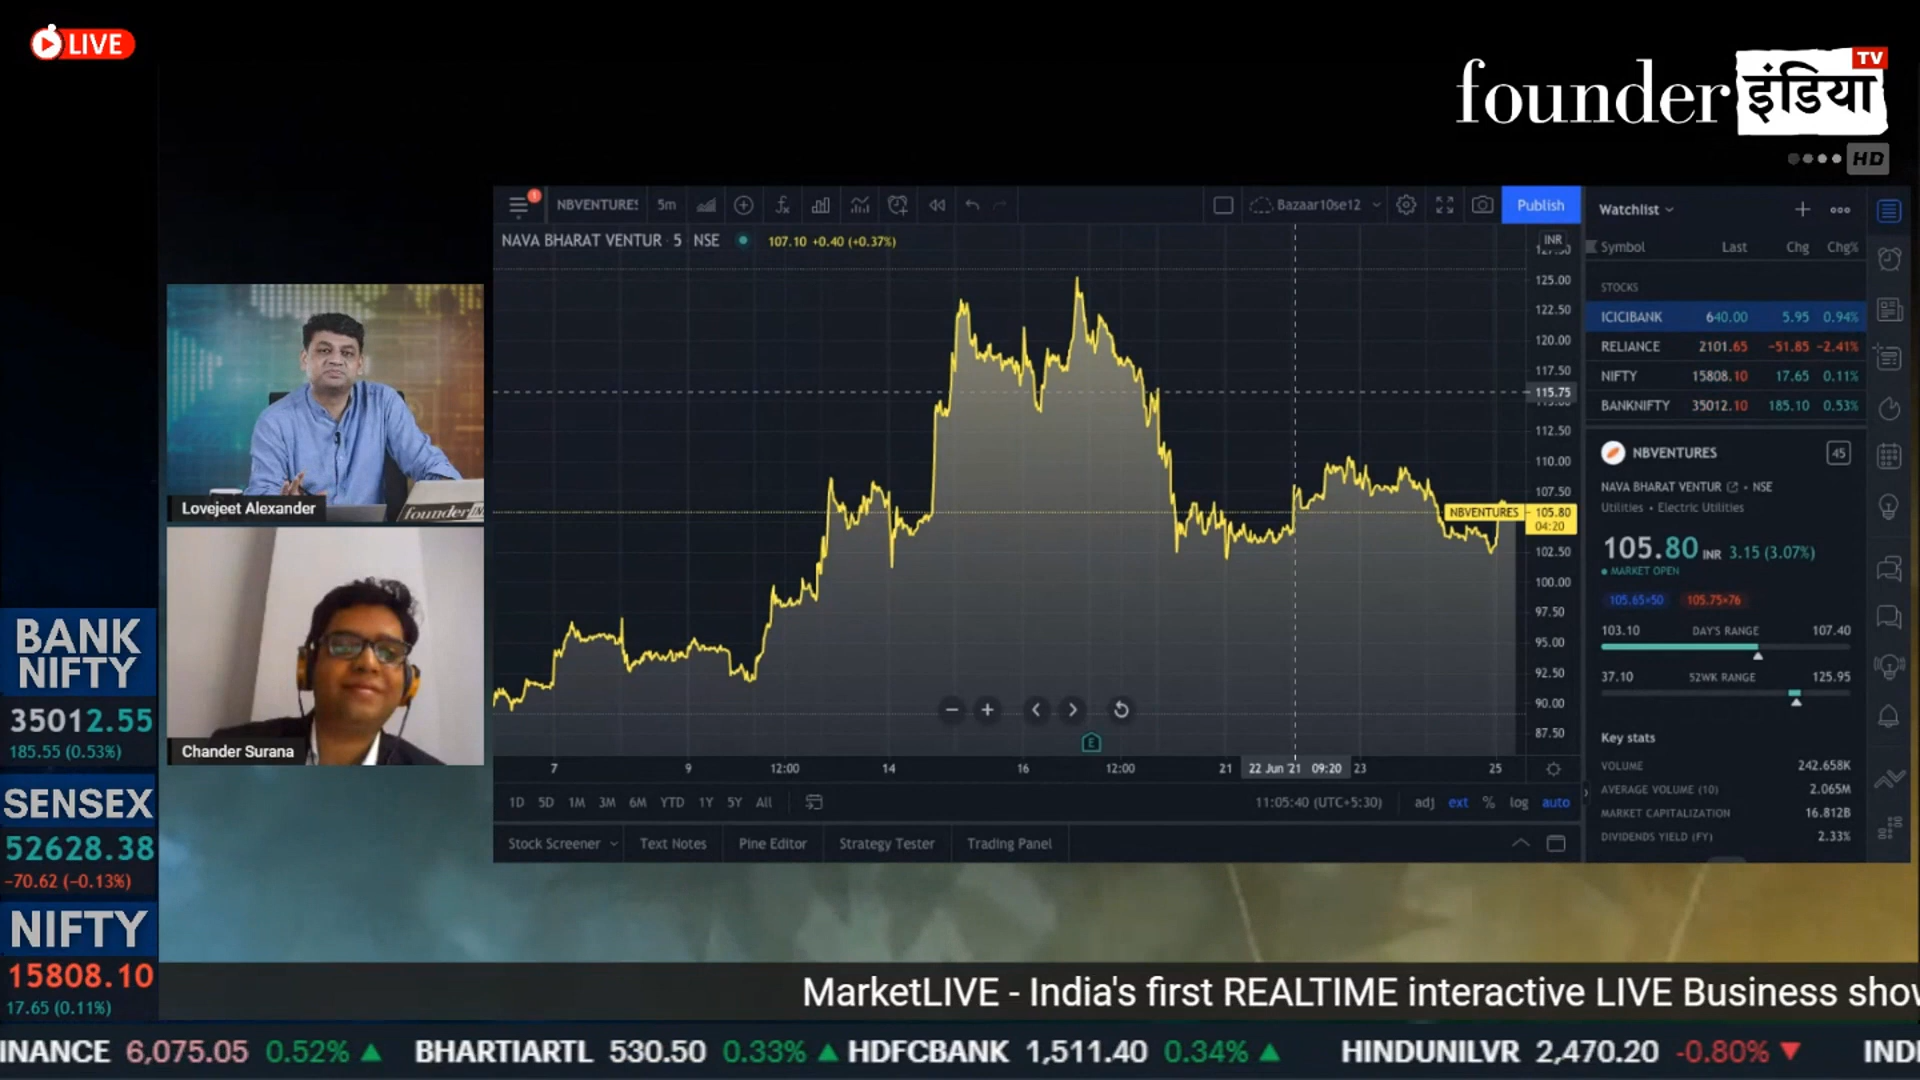 LIVE
founder इंडिया TV
HD
NBVENTURES 5m Bazaar10se12 Publish
NAVA BHARAT VENTUR · 5 NSE 107.10 +0.40 (+0.37%)
INR
125.00
122.50
120.00
117.50
115.75
112.50
110.00
107.50
NBVENTURES 105.80
04:20
102.50
100.00
97.50
95.00
92.50
90.00
87.50
E
7 9 12:00 14 16 12:00 21 22 Jun '21 09:20 23 25
1D 5D 1M 3M 6M YTD 1Y 5Y All 11:05:40 (UTC+5:30) adj ext % log auto
Stock Screener Text Notes Pine Editor Strategy Tester Trading Panel
Watchlist
Symbol Last Chg Chg%
STOCKS
ICICIBANK 640.00 5.95 0.94%
RELIANCE 2101.65 -51.85 -2.41%
NIFTY 15808.10 17.65 0.11%
BANKNIFTY 35012.10 185.10 0.53%
NBVENTURES 45
NAVA BHARAT VENTUR • NSE
Utilities • Electric Utilities
105.80 INR 3.15 (3.07%)
MARKET OPEN
105.65×50 105.75×76
103.10 DAY'S RANGE 107.40
37.10 52WK RANGE 125.95
Key stats
VOLUME 242.658K
AVERAGE VOLUME (10) 2.065M
MARKET CAPITALIZATION 16.812B
DIVIDENDS YIELD (FY) 2.33%
Lovejeet Alexander
founder
Chander Surana
BANK
NIFTY
35012.55
185.55 (0.53%)
SENSEX
52628.38
-70.62 (-0.13%)
NIFTY
15808.10
17.65 (0.11%)
MarketLIVE - India's first REALTIME interactive LIVE Business show
INANCE 6,075.05 0.52% ▲ BHARTIARTL 530.50 0.33% ▲ HDFCBANK 1,511.40 0.34% ▲ HINDUNILVR 2,470.20 -0.80% ▼ INDI